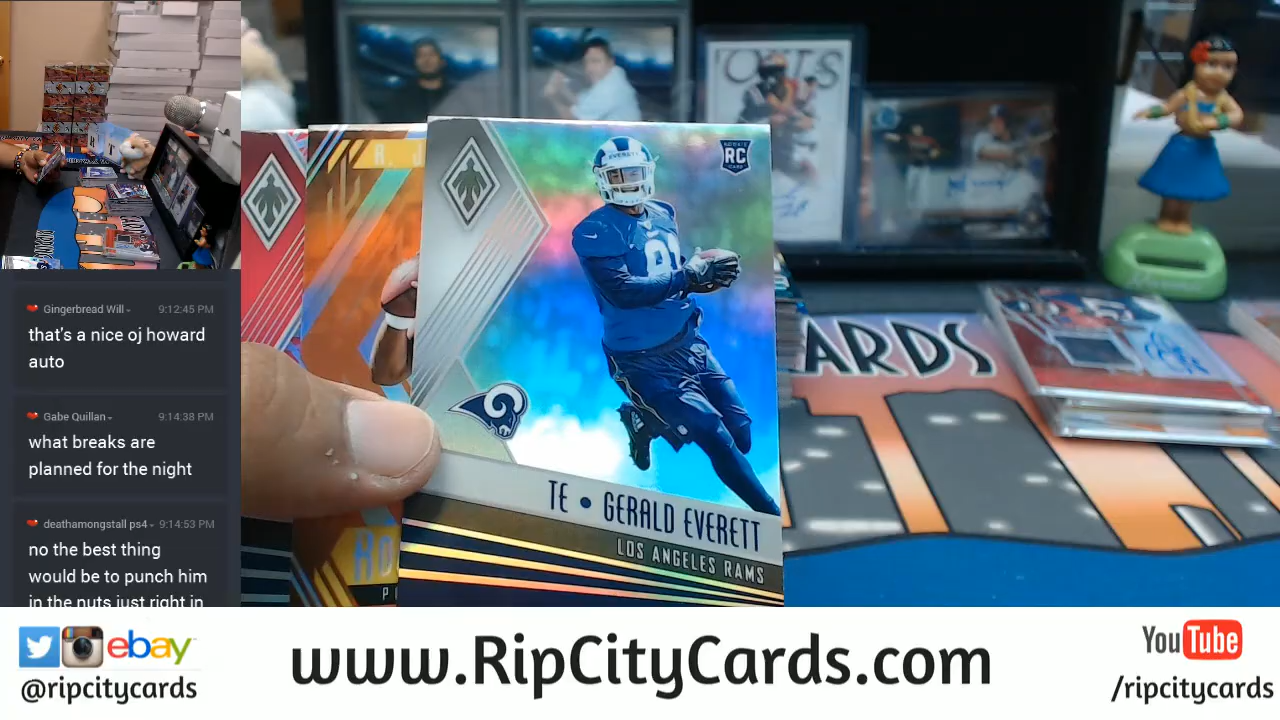 Gingerbread Will
9:12:45 PM
that's a nice oj howard
auto
Gabe Quillan
9:14:38 PM
what breaks are
planned for the night
deathamongstall ps4
9:14:53 PM
no the best thing
would be to punch him
in the nuts just right in
R. J
ROOKIE
RC
EVERETT
TE • GERALD EVERETT
LOS ANGELES RAMS
ARDS
ebay
@ripcitycards
www.RipCityCards.com
YouTube
/ripcitycards